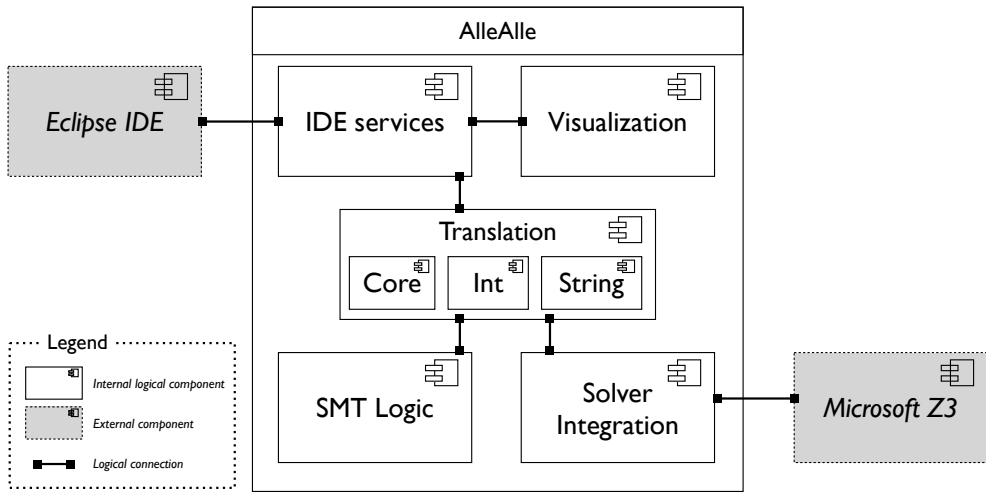 AlleAlle
Eclipse IDE
IDE services
Visualization
Translation
Core
Int
String
Legend
Internal logical component
External component
Logical connection
SMT Logic
Solver
Integration
Microsoft Z3